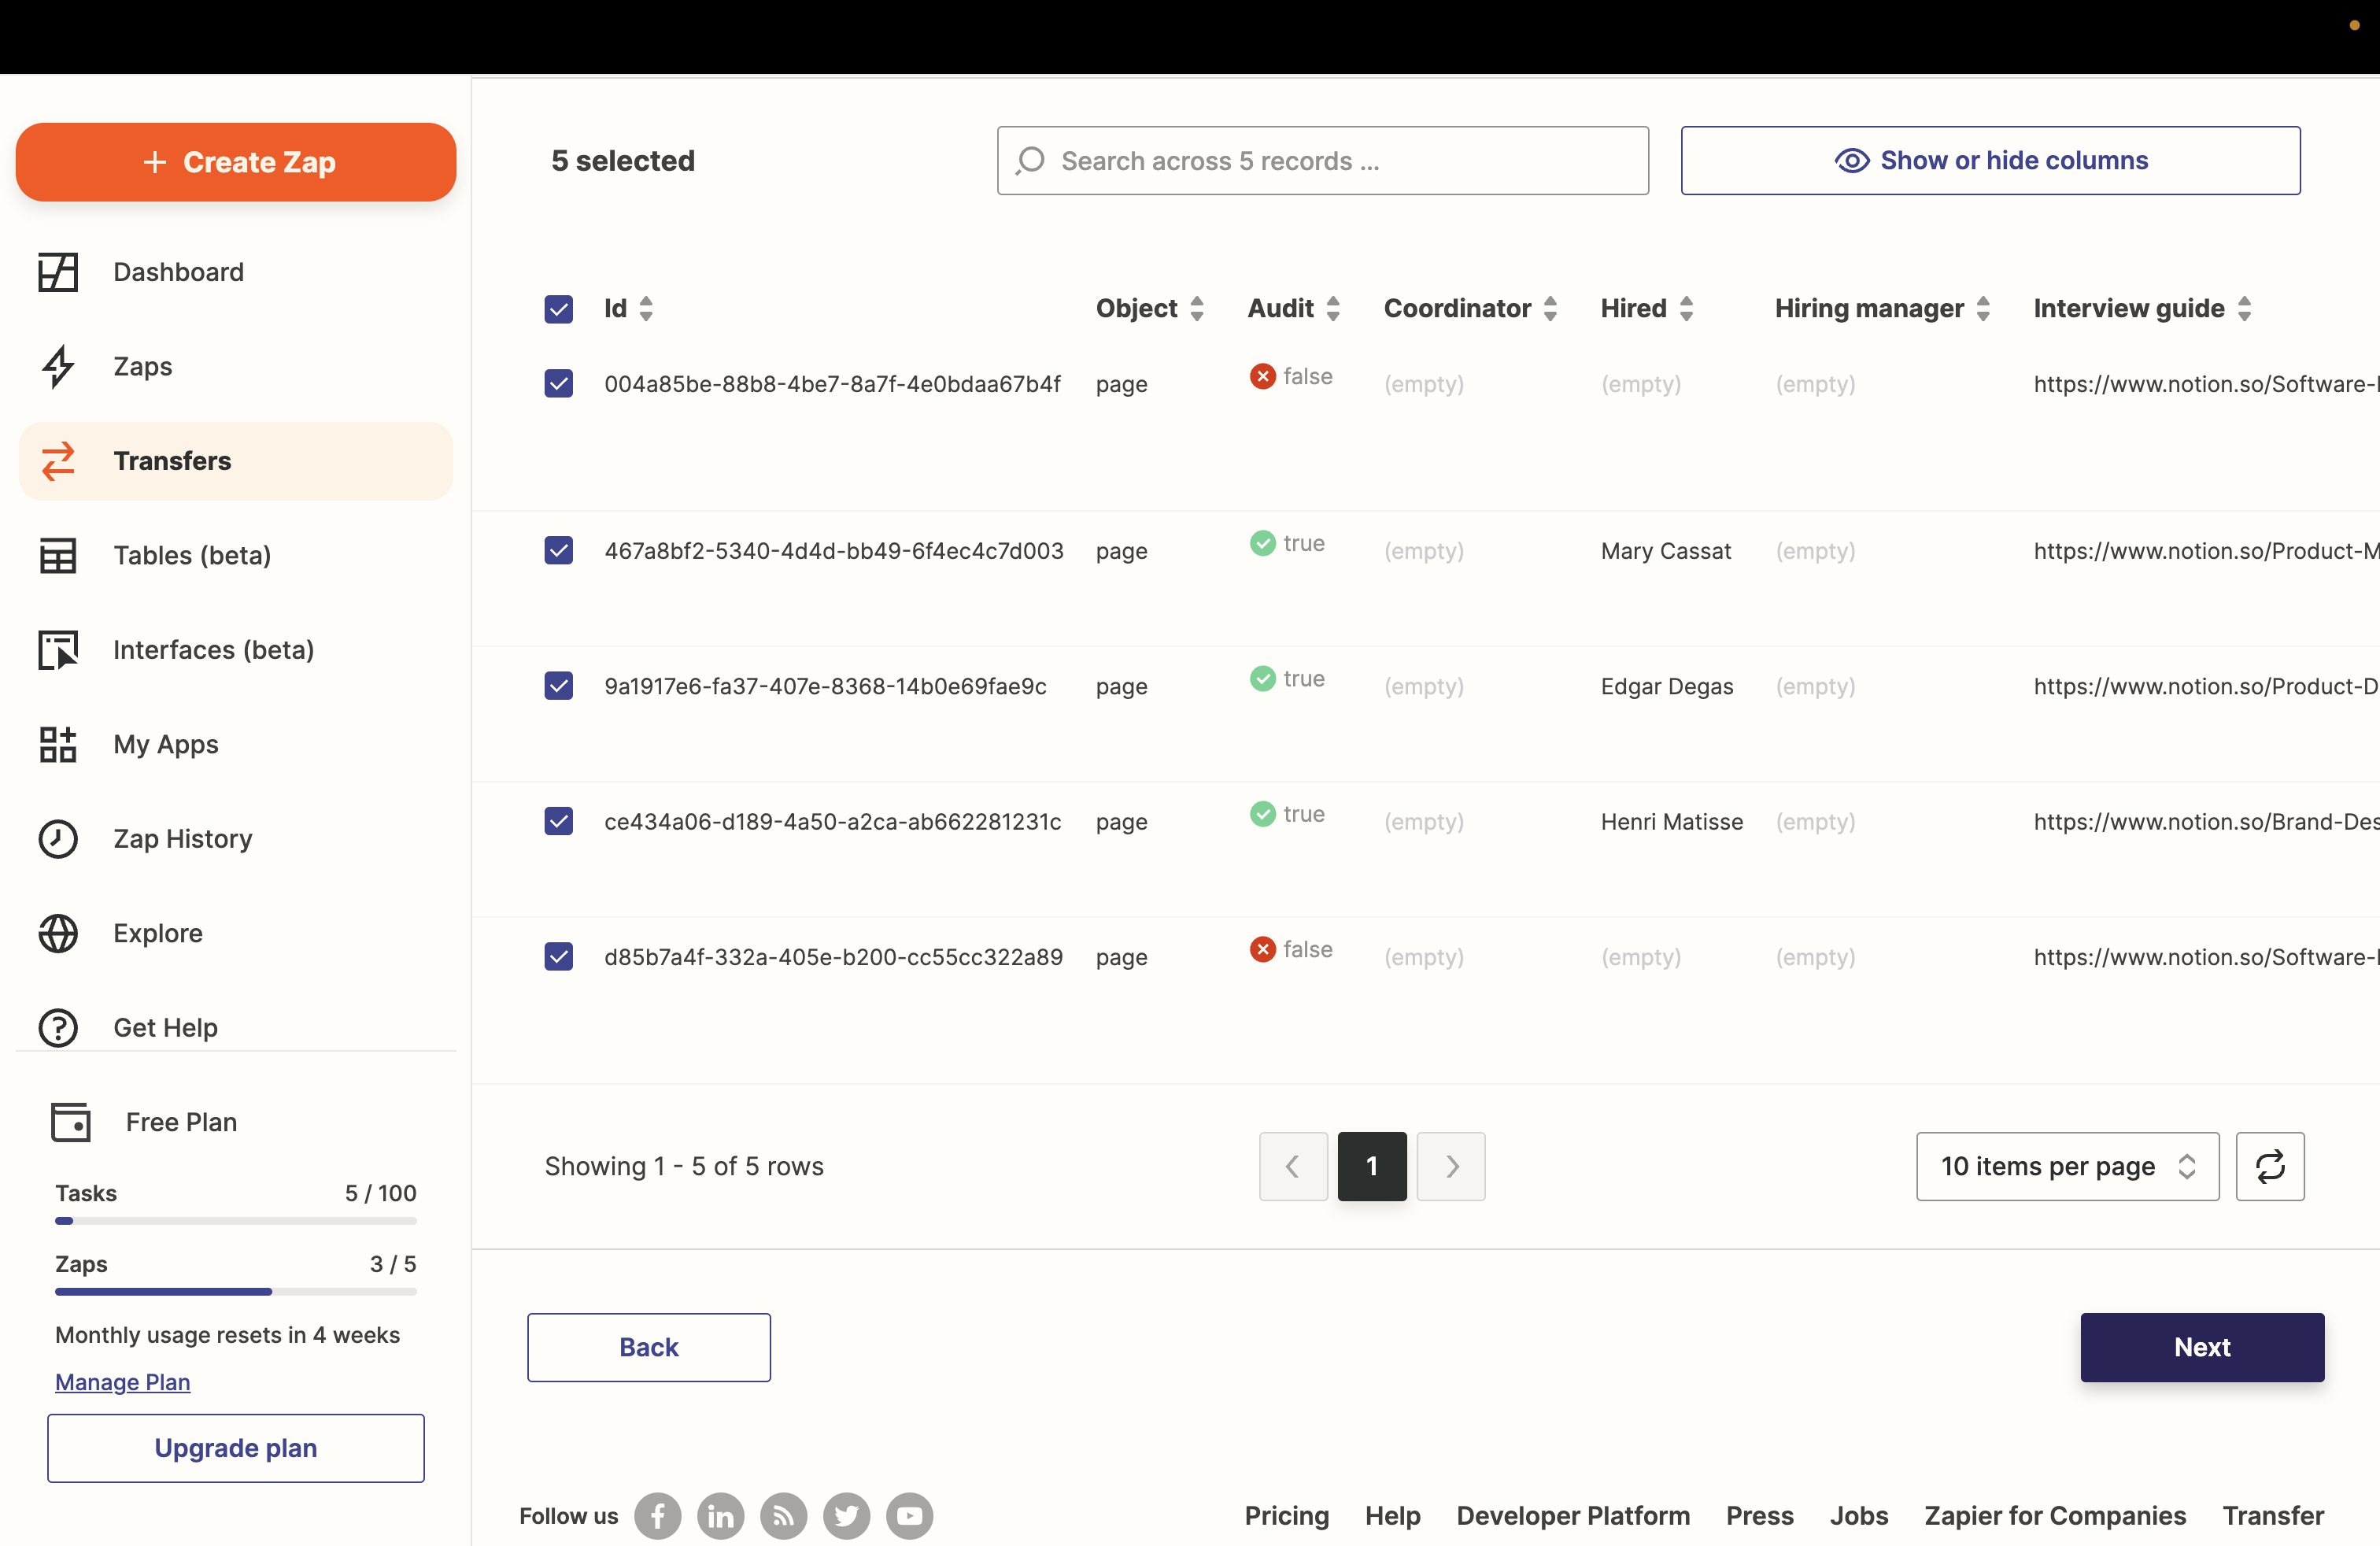 + Create Zap
Dashboard
Zaps
Transfers
Tables (beta)
Interfaces (beta)
My Apps
Zap History
Explore
Get Help
Free Plan
Tasks 5 / 100
Zaps 3 / 5
Monthly usage resets in 4 weeks
Manage Plan
Upgrade plan
5 selected
Search across 5 records ...
Show or hide columns
Id Object Audit Coordinator Hired Hiring manager Interview guide
004a85be-88b8-4be7-8a7f-4e0bdaa67b4f page false (empty) (empty) (empty) https://www.notion.so/Software-
467a8bf2-5340-4d4d-bb49-6f4ec4c7d003 page true (empty) Mary Cassat (empty) https://www.notion.so/Product-M
9a1917e6-fa37-407e-8368-14b0e69fae9c page true (empty) Edgar Degas (empty) https://www.notion.so/Product-D
ce434a06-d189-4a50-a2ca-ab662281231c page true (empty) Henri Matisse (empty) https://www.notion.so/Brand-Des
d85b7a4f-332a-405e-b200-cc55cc322a89 page false (empty) (empty) (empty) https://www.notion.so/Software-
Showing 1 - 5 of 5 rows
1
10 items per page
Back
Next
Follow us
Pricing Help Developer Platform Press Jobs Zapier for Companies Transfer